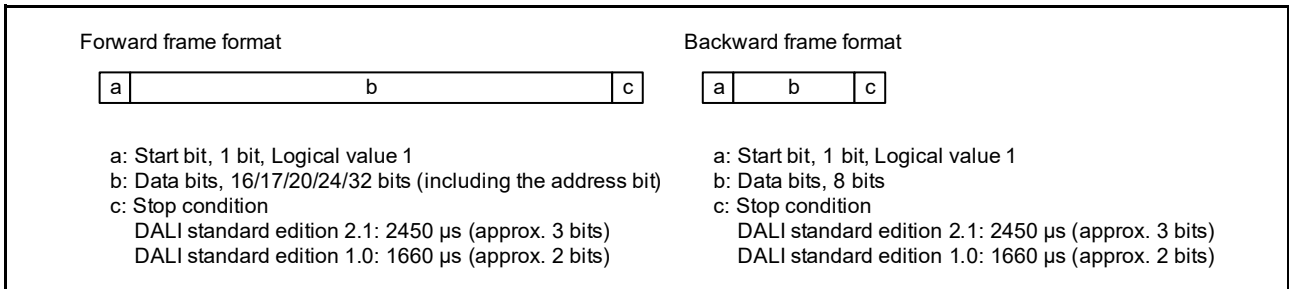 Forward frame format
a b c
a: Start bit, 1 bit, Logical value 1
b: Data bits, 16/17/20/24/32 bits (including the address bit)
c: Stop condition
DALI standard edition 2.1: 2450 µs (approx. 3 bits)
DALI standard edition 1.0: 1660 µs (approx. 2 bits)
Backward frame format
a b c
a: Start bit, 1 bit, Logical value 1
b: Data bits, 8 bits
c: Stop condition
DALI standard edition 2.1: 2450 µs (approx. 3 bits)
DALI standard edition 1.0: 1660 µs (approx. 2 bits)